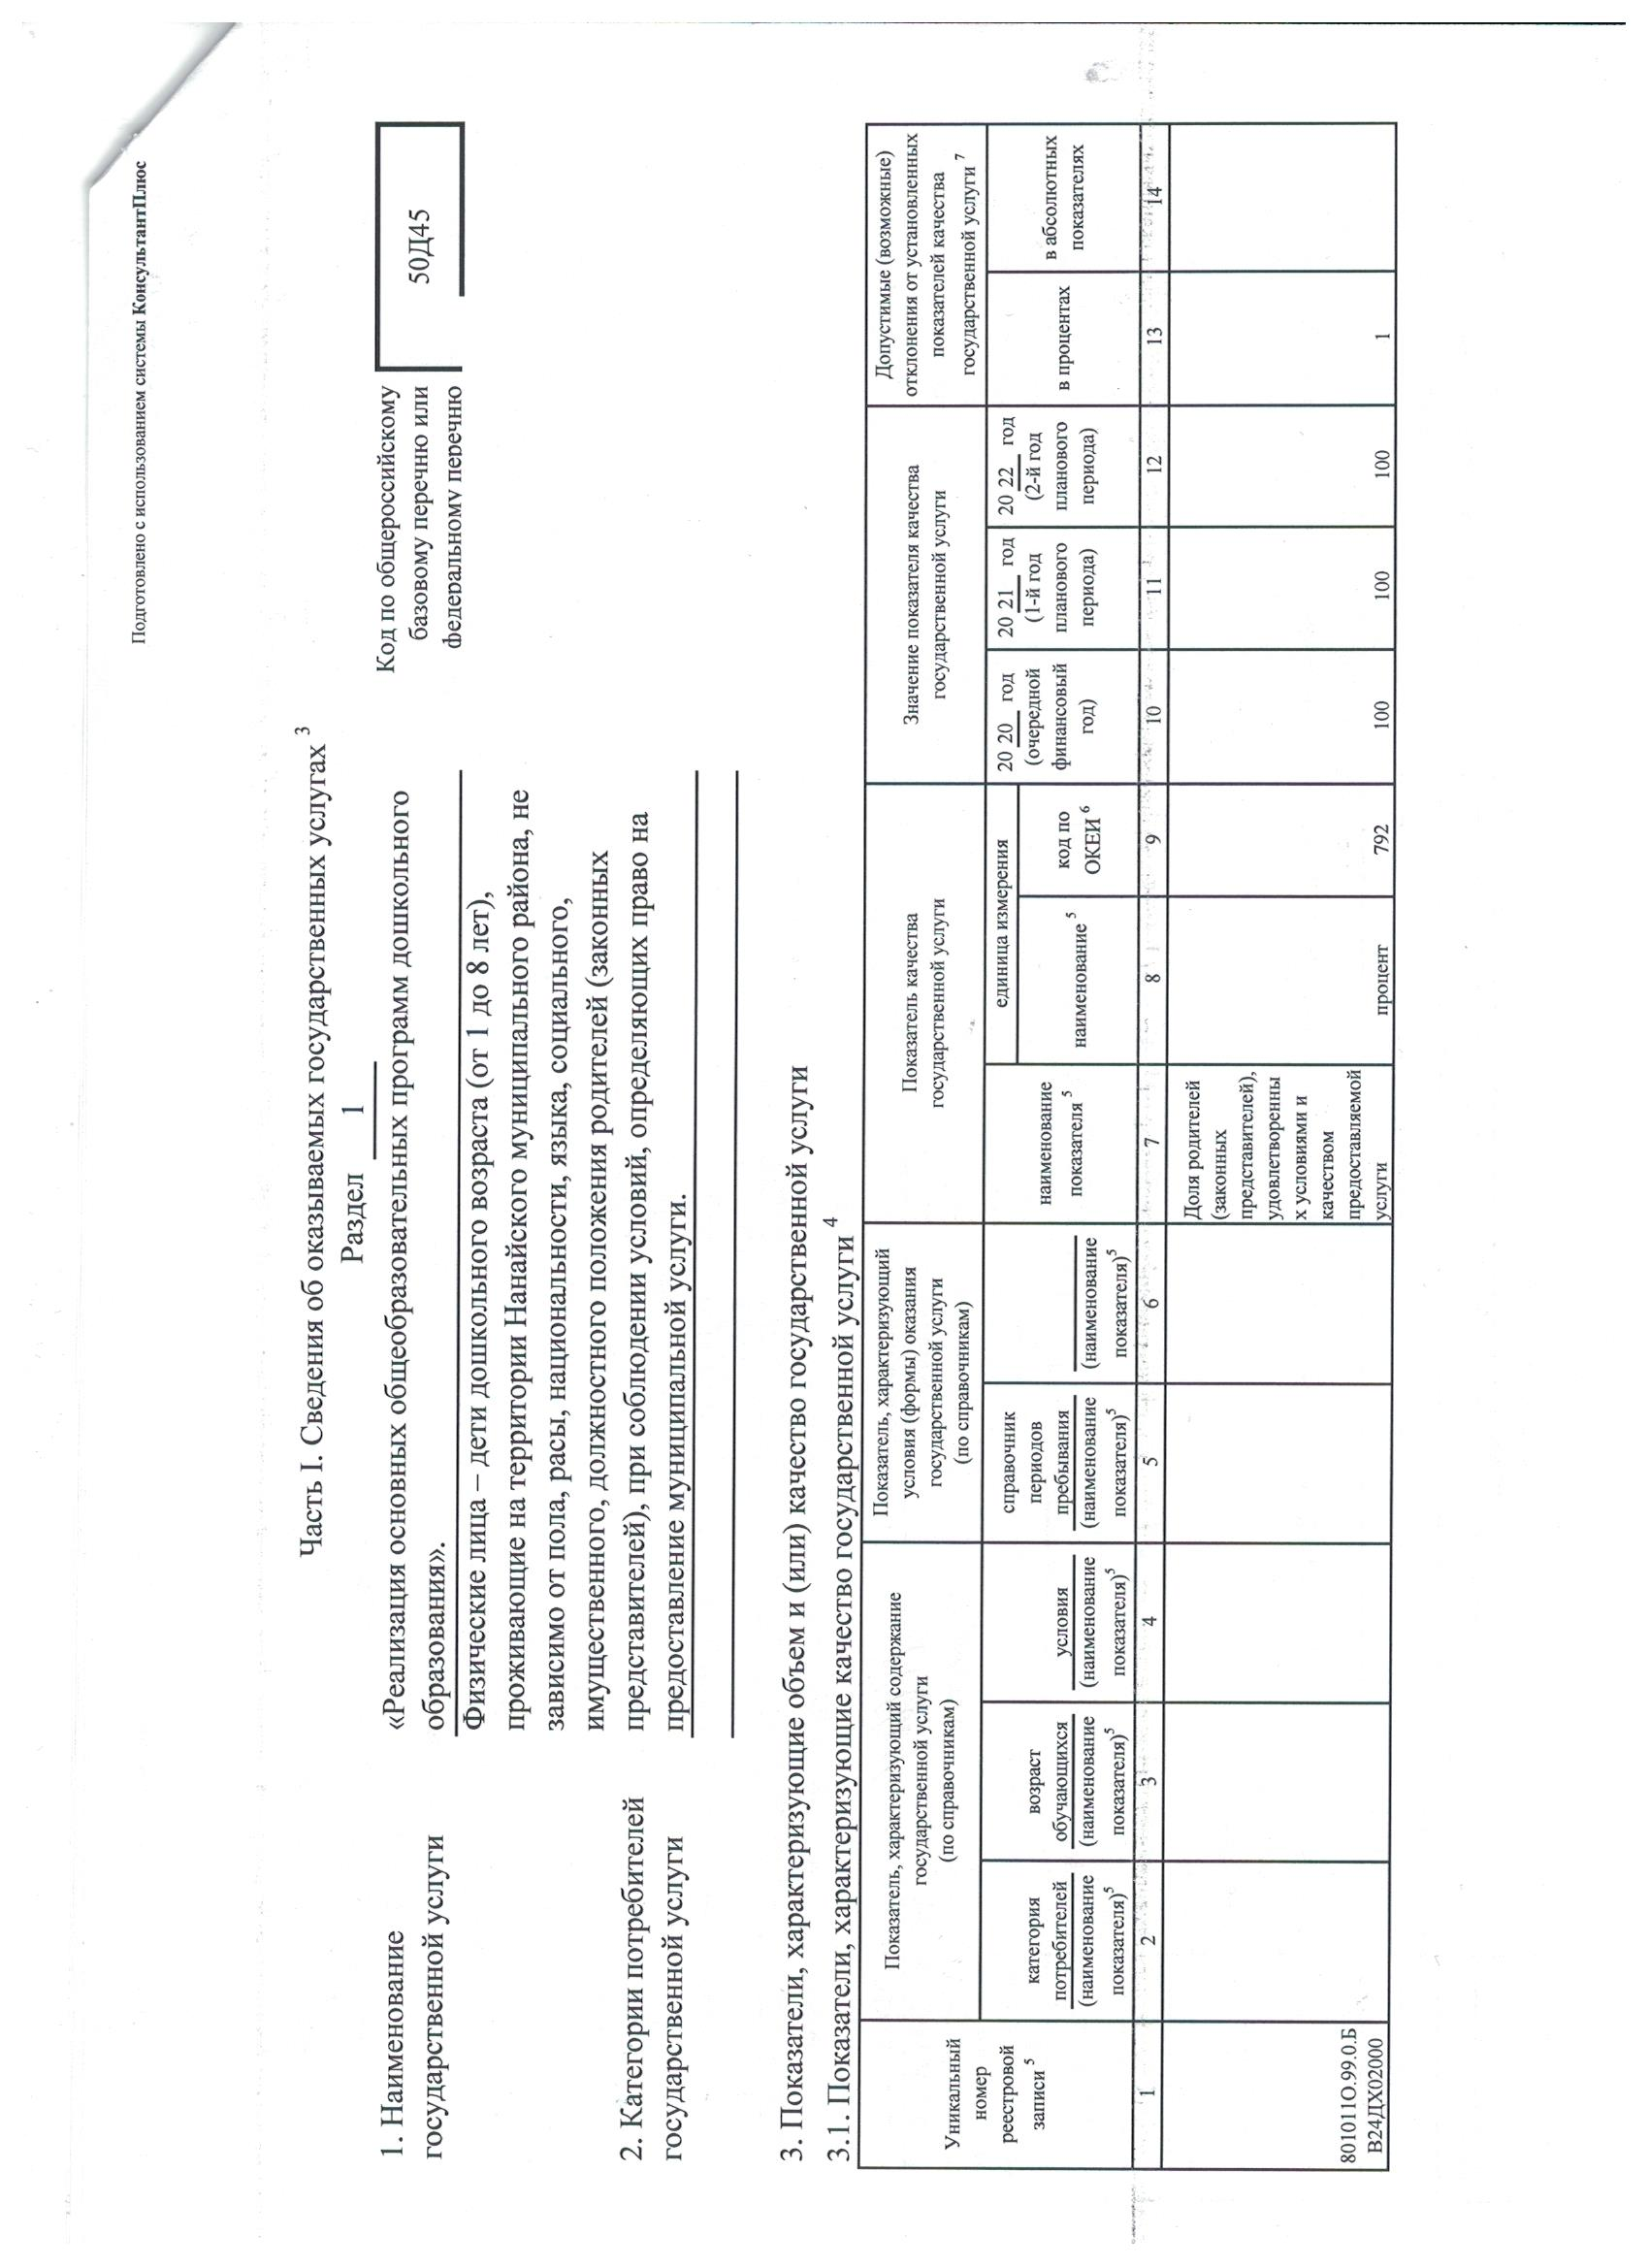 Подготовлено с использованием системы КонсультантПлюс
Часть I. Сведения об оказываемых государственных услугах 3
Раздел 1
1. Наименование
государственной услуги
«Реализация основных общеобразовательных программ дошкольного
образования».
Код по общероссийскому
базовому перечню или
федеральному перечню
50Д45
2. Категории потребителей
государственной услуги
Физические лица – дети дошкольного возраста (от 1 до 8 лет),
проживающие на территории Нанайского муниципального района, не
зависимо от пола, расы, национальности, языка, социального,
имущественного, должностного положения родителей (законных
представителей), при соблюдении условий, определяющих право на
предоставление муниципальной услуги.
3. Показатели, характеризующие объем и (или) качество государственной услуги
3.1. Показатели, характеризующие качество государственной услуги 4
Уникальный
номер
реестровой
записи 5
Показатель, характеризующий содержание
государственной услуги
(по справочникам)
Показатель, характеризующий
условия (формы) оказания
государственной услуги
(по справочникам)
Показатель качества
государственной услуги
Значение показателя качества
государственной услуги
Допустимые (возможные)
отклонения от установленных
показателей качества
государственной услуги 7
категория
потребителей
(наименование
показателя)5
возраст
обучающихся
(наименование
показателя)5
условия
(наименование
показателя)5
справочник
периодов
пребывания
(наименование
показателя)5
(наименование
показателя)5
наименование
показателя 5
единица измерения
наименование 5
код по
ОКЕИ 6
20 20 год
(очередной
финансовый
год)
20 21 год
(1-й год
планового
периода)
20 22 год
(2-й год
планового
периода)
в процентах
в абсолютных
показателях
1 2 3 4 5 6 7 8 9 10 11 12 13 14
801011О.99.0.Б
В24ДХ02000
Доля родителей
(законных
представителей),
удовлетворенны
х условиями и
качеством
предоставляемой
услуги
процент 792 100 100 100 1